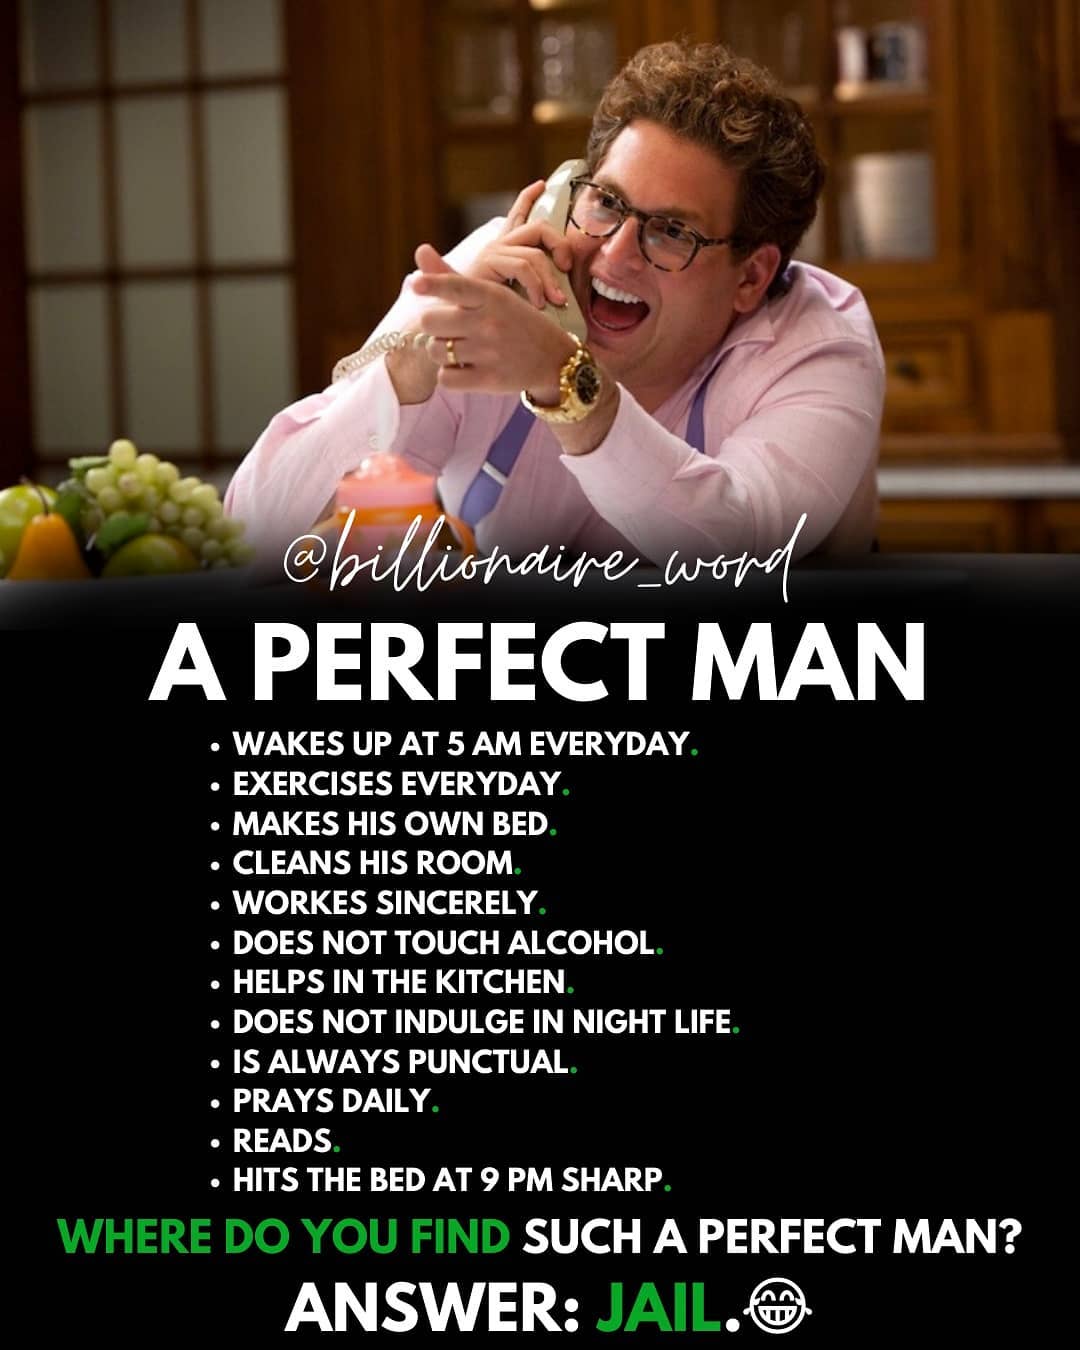 @billionaire_word
A PERFECT MAN
• WAKES UP AT 5 AM EVERYDAY.
• EXERCISES EVERYDAY.
• MAKES HIS OWN BED.
• CLEANS HIS ROOM.
• WORKES SINCERELY.
• DOES NOT TOUCH ALCOHOL.
• HELPS IN THE KITCHEN.
• DOES NOT INDULGE IN NIGHT LIFE.
• IS ALWAYS PUNCTUAL.
• PRAYS DAILY.
• READS.
• HITS THE BED AT 9 PM SHARP.
WHERE DO YOU FIND SUCH A PERFECT MAN?
ANSWER: JAIL.😂